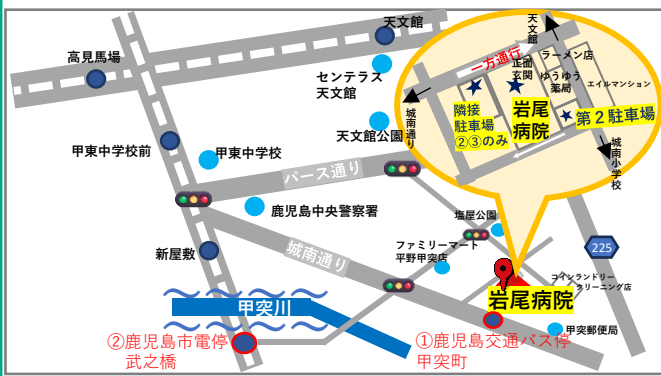 天文館
高見馬場
センテラス
天文館
天文館公園
甲東中学校前
甲東中学校
パース通り
鹿児島中央警察署
新屋敷
城南通り
甲突川
②鹿児島市電停
武之橋
塩屋公園
ファミリーマート
平野甲突店
225
コインランドリー
クリーニング店
岩尾病院
甲突郵便局
①鹿児島交通バス停
甲突町
天文館
一方通行
正面
玄関
ラーメン店
ゆうゆう
薬局
エイルマンション
城南通り
隣接
駐車場
②③のみ
岩尾
病院
第2駐車場
城南小学校